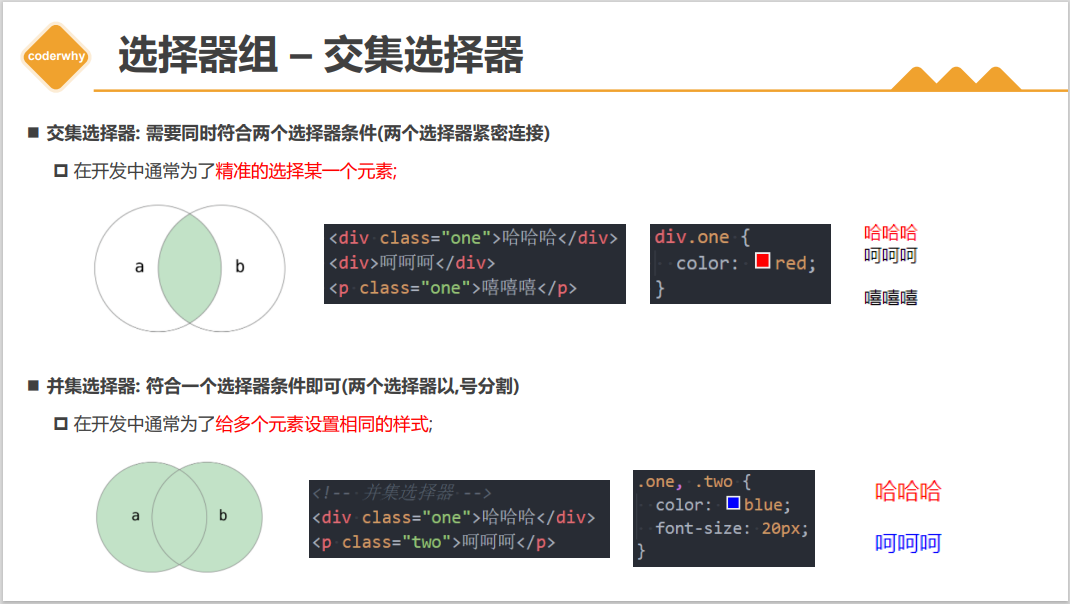 coderwhy
选择器组 – 交集选择器
交集选择器: 需要同时符合两个选择器条件(两个选择器紧密连接)
在开发中通常为了精准的选择某一个元素;
a
b
<div class="one">哈哈哈</div>
<div>呵呵呵</div>
<p class="one">嘻嘻嘻</p>
div.one {
color: red;
}
哈哈哈
呵呵呵
嘻嘻嘻
并集选择器: 符合一个选择器条件即可(两个选择器以,号分割)
在开发中通常为了给多个元素设置相同的样式;
a
b
<!-- 并集选择器 -->
<div class="one">哈哈哈</div>
<p class="two">呵呵呵</p>
.one, .two {
color: blue;
font-size: 20px;
}
哈哈哈
呵呵呵